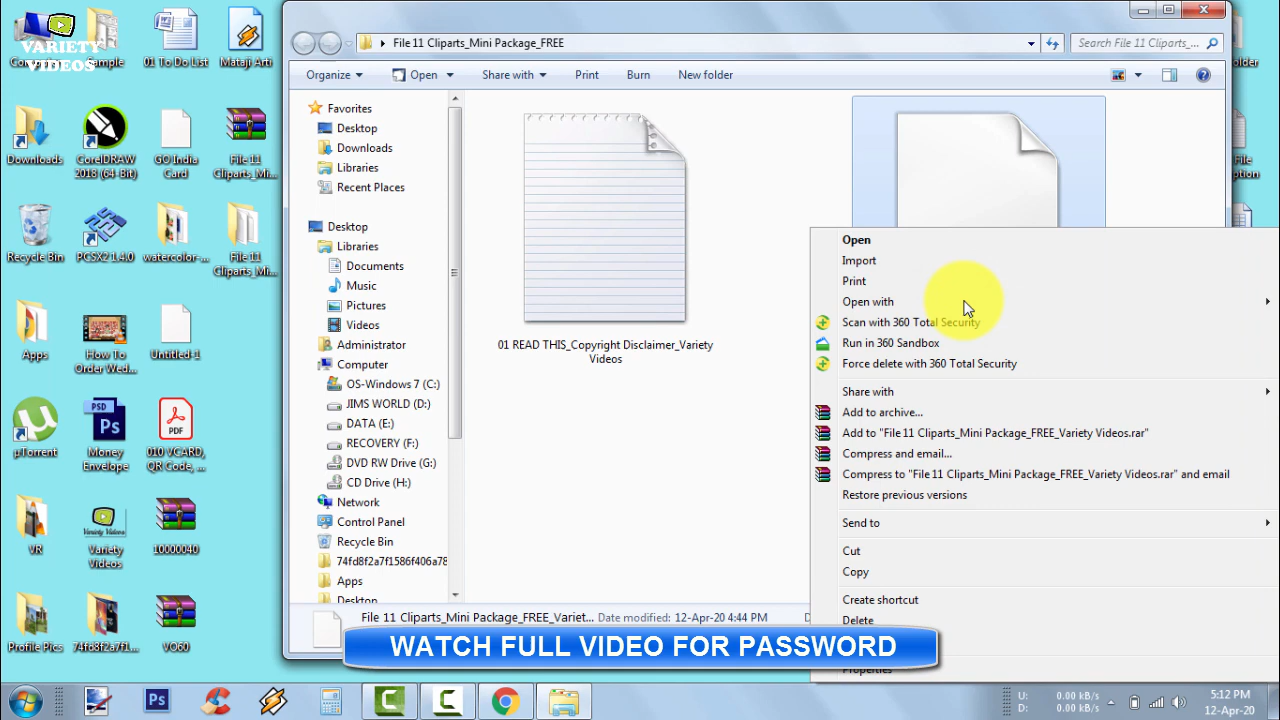 VARIETY
VIDEOS
Sample
01 To Do List
Mataji Arti
Downloads
CorelDRAW
2018 (64-Bit)
GO India
Card
File 11
Cliparts_Mi...
Recycle Bin
PCSX2 1.4.0
watercolor-...
File 11
Cliparts_Mi...
Apps
How To
Order Wed...
Untitled-1
µTorrent
PSD
Ps
Money
Envelope
PDF
010 VCARD,
QR Code, ...
VR
Variety Videos
Variety
Videos
10000040
Profile Pics
74fd8f2a7f1...
VO60
File 11 Cliparts_Mini Package_FREE
Search File 11 Cliparts_...
Organize
Open
Share with
Print
Burn
New folder
Favorites
Desktop
Downloads
Libraries
Recent Places
Desktop
Libraries
Documents
Music
Pictures
Videos
Administrator
Computer
OS-Windows 7 (C:)
JIMS WORLD (D:)
DATA (E:)
RECOVERY (F:)
DVD RW Drive (G:)
CD Drive (H:)
Network
Control Panel
Recycle Bin
74fd8f2a7f1586f406a78
Apps
Desktop
01 READ THIS_Copyright Disclaimer_Variety
Videos
Open
Import
Print
Open with
Scan with 360 Total Security
Run in 360 Sandbox
Force delete with 360 Total Security
Share with
Add to archive...
Add to "File 11 Cliparts_Mini Package_FREE_Variety Videos.rar"
Compress and email...
Compress to "File 11 Cliparts_Mini Package_FREE_Variety Videos.rar" and email
Restore previous versions
Send to
Cut
Copy
Create shortcut
Delete
Properties
File 11 Cliparts_Mini Package_FREE_Variet...
Date modified: 12-Apr-20 4:44 PM
WATCH FULL VIDEO FOR PASSWORD
Ps
U: 0.00 kB/s
D: 0.00 kB/s
5:12 PM
12-Apr-20